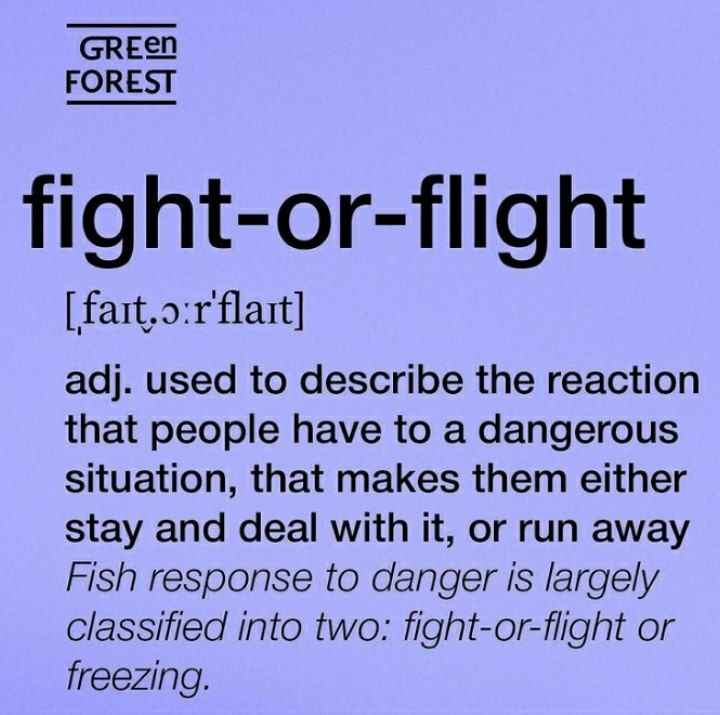 GREen
FOREST
fight-or-flight
[ˌfaɪt̬.ɔːrˈflaɪt]
adj. used to describe the reaction
that people have to a dangerous
situation, that makes them either
stay and deal with it, or run away
Fish response to danger is largely
classified into two: fight-or-flight or
freezing.